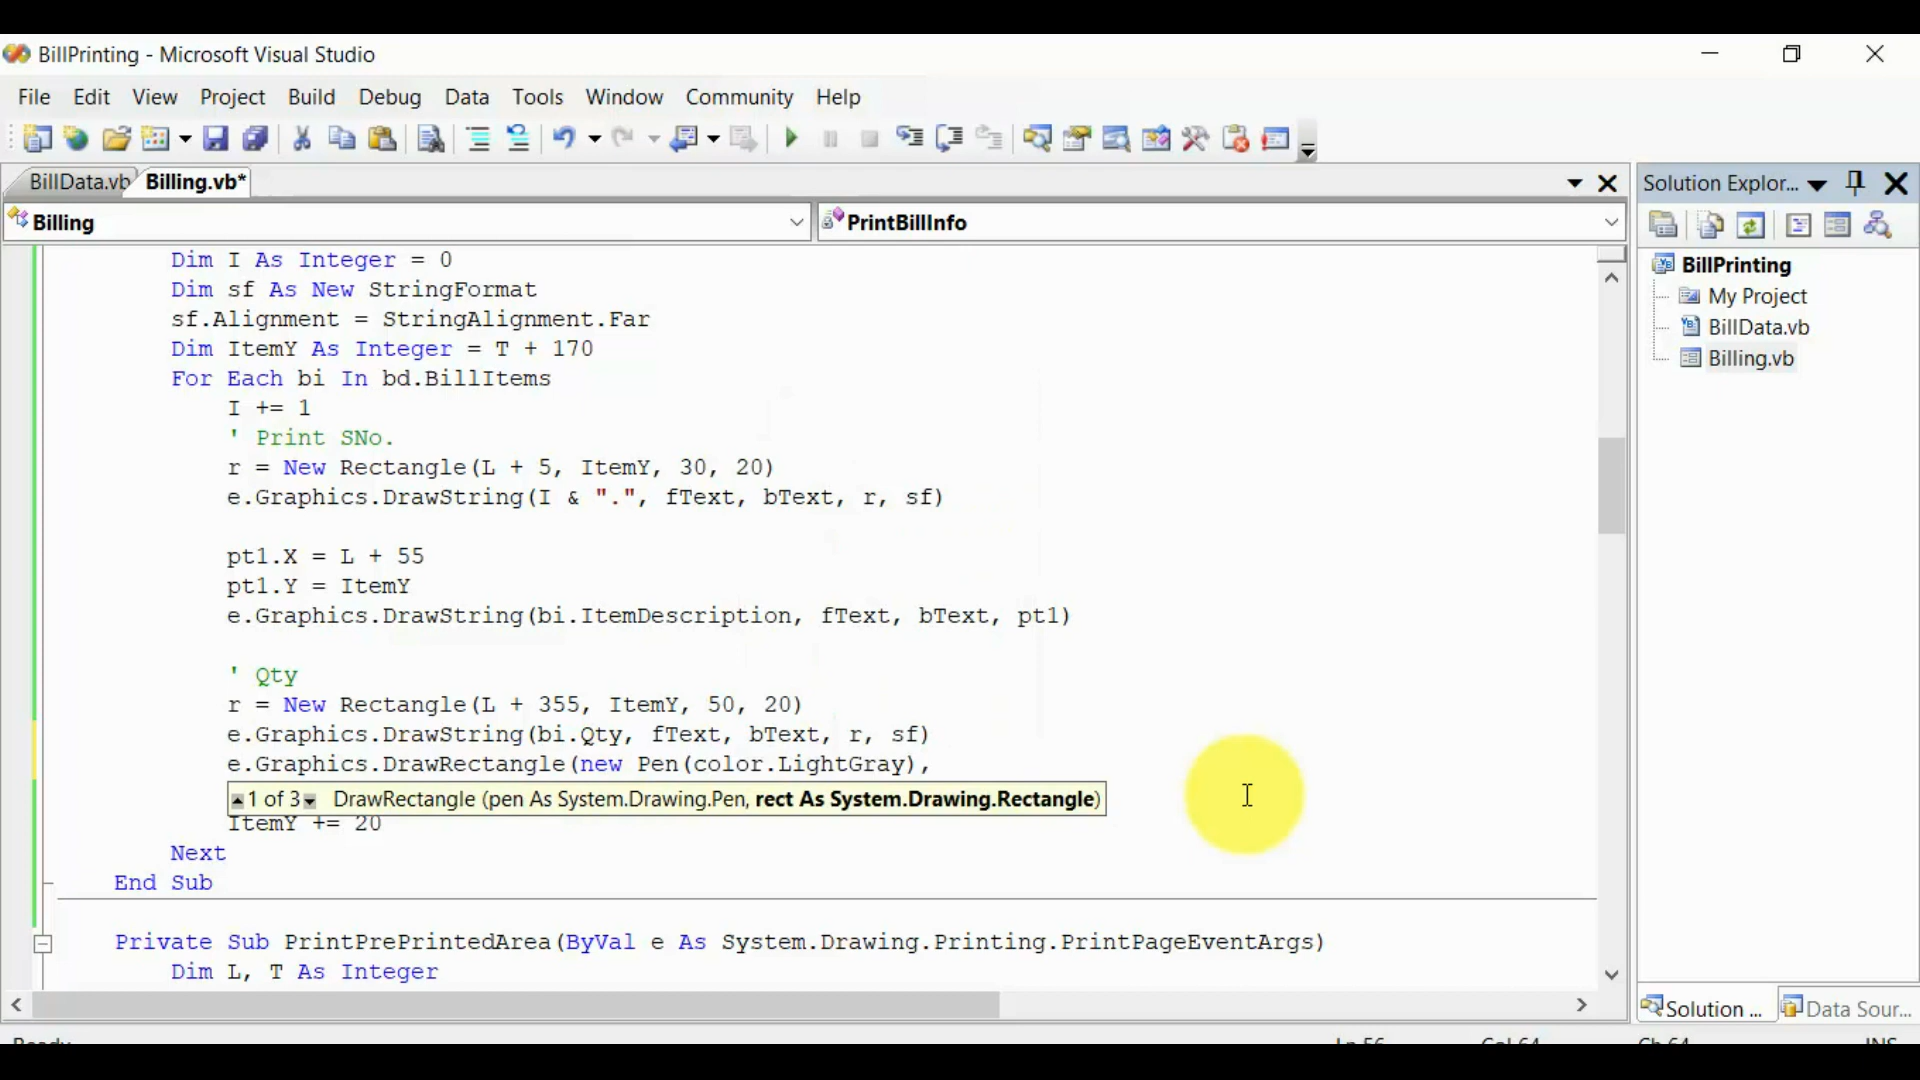 BillPrinting - Microsoft Visual Studio
File Edit View Project Build Debug Data Tools Window Community Help
BillData.vb Billing.vb*
Solution Explor...
Billing PrintBillInfo
Dim I As Integer = 0
Dim sf As New StringFormat
sf.Alignment = StringAlignment.Far
Dim ItemY As Integer = T + 170
For Each bi In bd.BillItems
I += 1
' Print SNo.
r = New Rectangle(L + 5, ItemY, 30, 20)
e.Graphics.DrawString(I & ".", fText, bText, r, sf)
pt1.X = L + 55
pt1.Y = ItemY
e.Graphics.DrawString(bi.ItemDescription, fText, bText, pt1)
' Qty
r = New Rectangle(L + 355, ItemY, 50, 20)
e.Graphics.DrawString(bi.Qty, fText, bText, r, sf)
e.Graphics.DrawRectangle(new Pen(color.LightGray),
1 of 3 DrawRectangle (pen As System.Drawing.Pen, rect As System.Drawing.Rectangle)
ItemY += 20
Next
End Sub
Private Sub PrintPrePrintedArea(ByVal e As System.Drawing.Printing.PrintPageEventArgs)
Dim L, T As Integer
BillPrinting
My Project
BillData.vb
Billing.vb
Solution ... Data Sour...